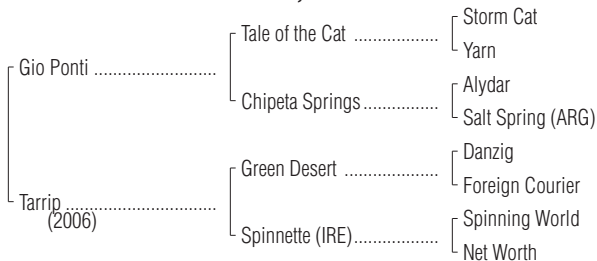 Storm Cat
Tale of the Cat ..................
Yarn
Gio Ponti ..........................
Alydar
Chipeta Springs ................
Salt Spring (ARG)
Danzig
Green Desert ....................
Foreign Courier
Tarrip ................................
(2006)
Spinning World
Spinnette (IRE) ..................
Net Worth